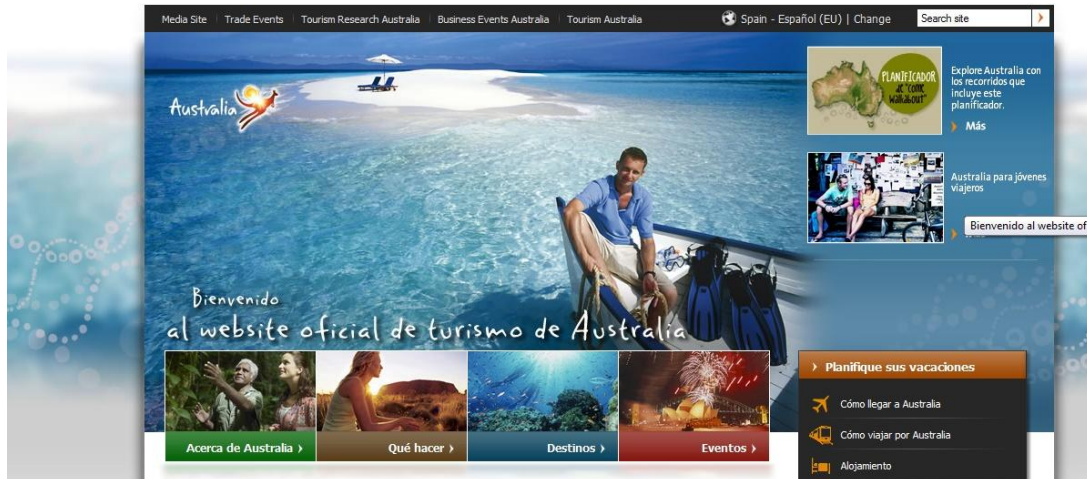 Media Site
Trade Events
Tourism Research Australia
Business Events Australia
Tourism Australia
Spain - Español (EU) | Change
Search site
Australia
PLANIFICADOR
de "come
walkabout"
Explore Australia con
los recorridos que
incluye este
planificador.
Más
Australia para jóvenes
viajeros
Bienvenido al website of
Bienvenido
al website oficial de turismo de Australia
Acerca de Australia
Qué hacer
Destinos
Eventos
Planifique sus vacaciones
Cómo llegar a Australia
Cómo viajar por Australia
Alojamiento